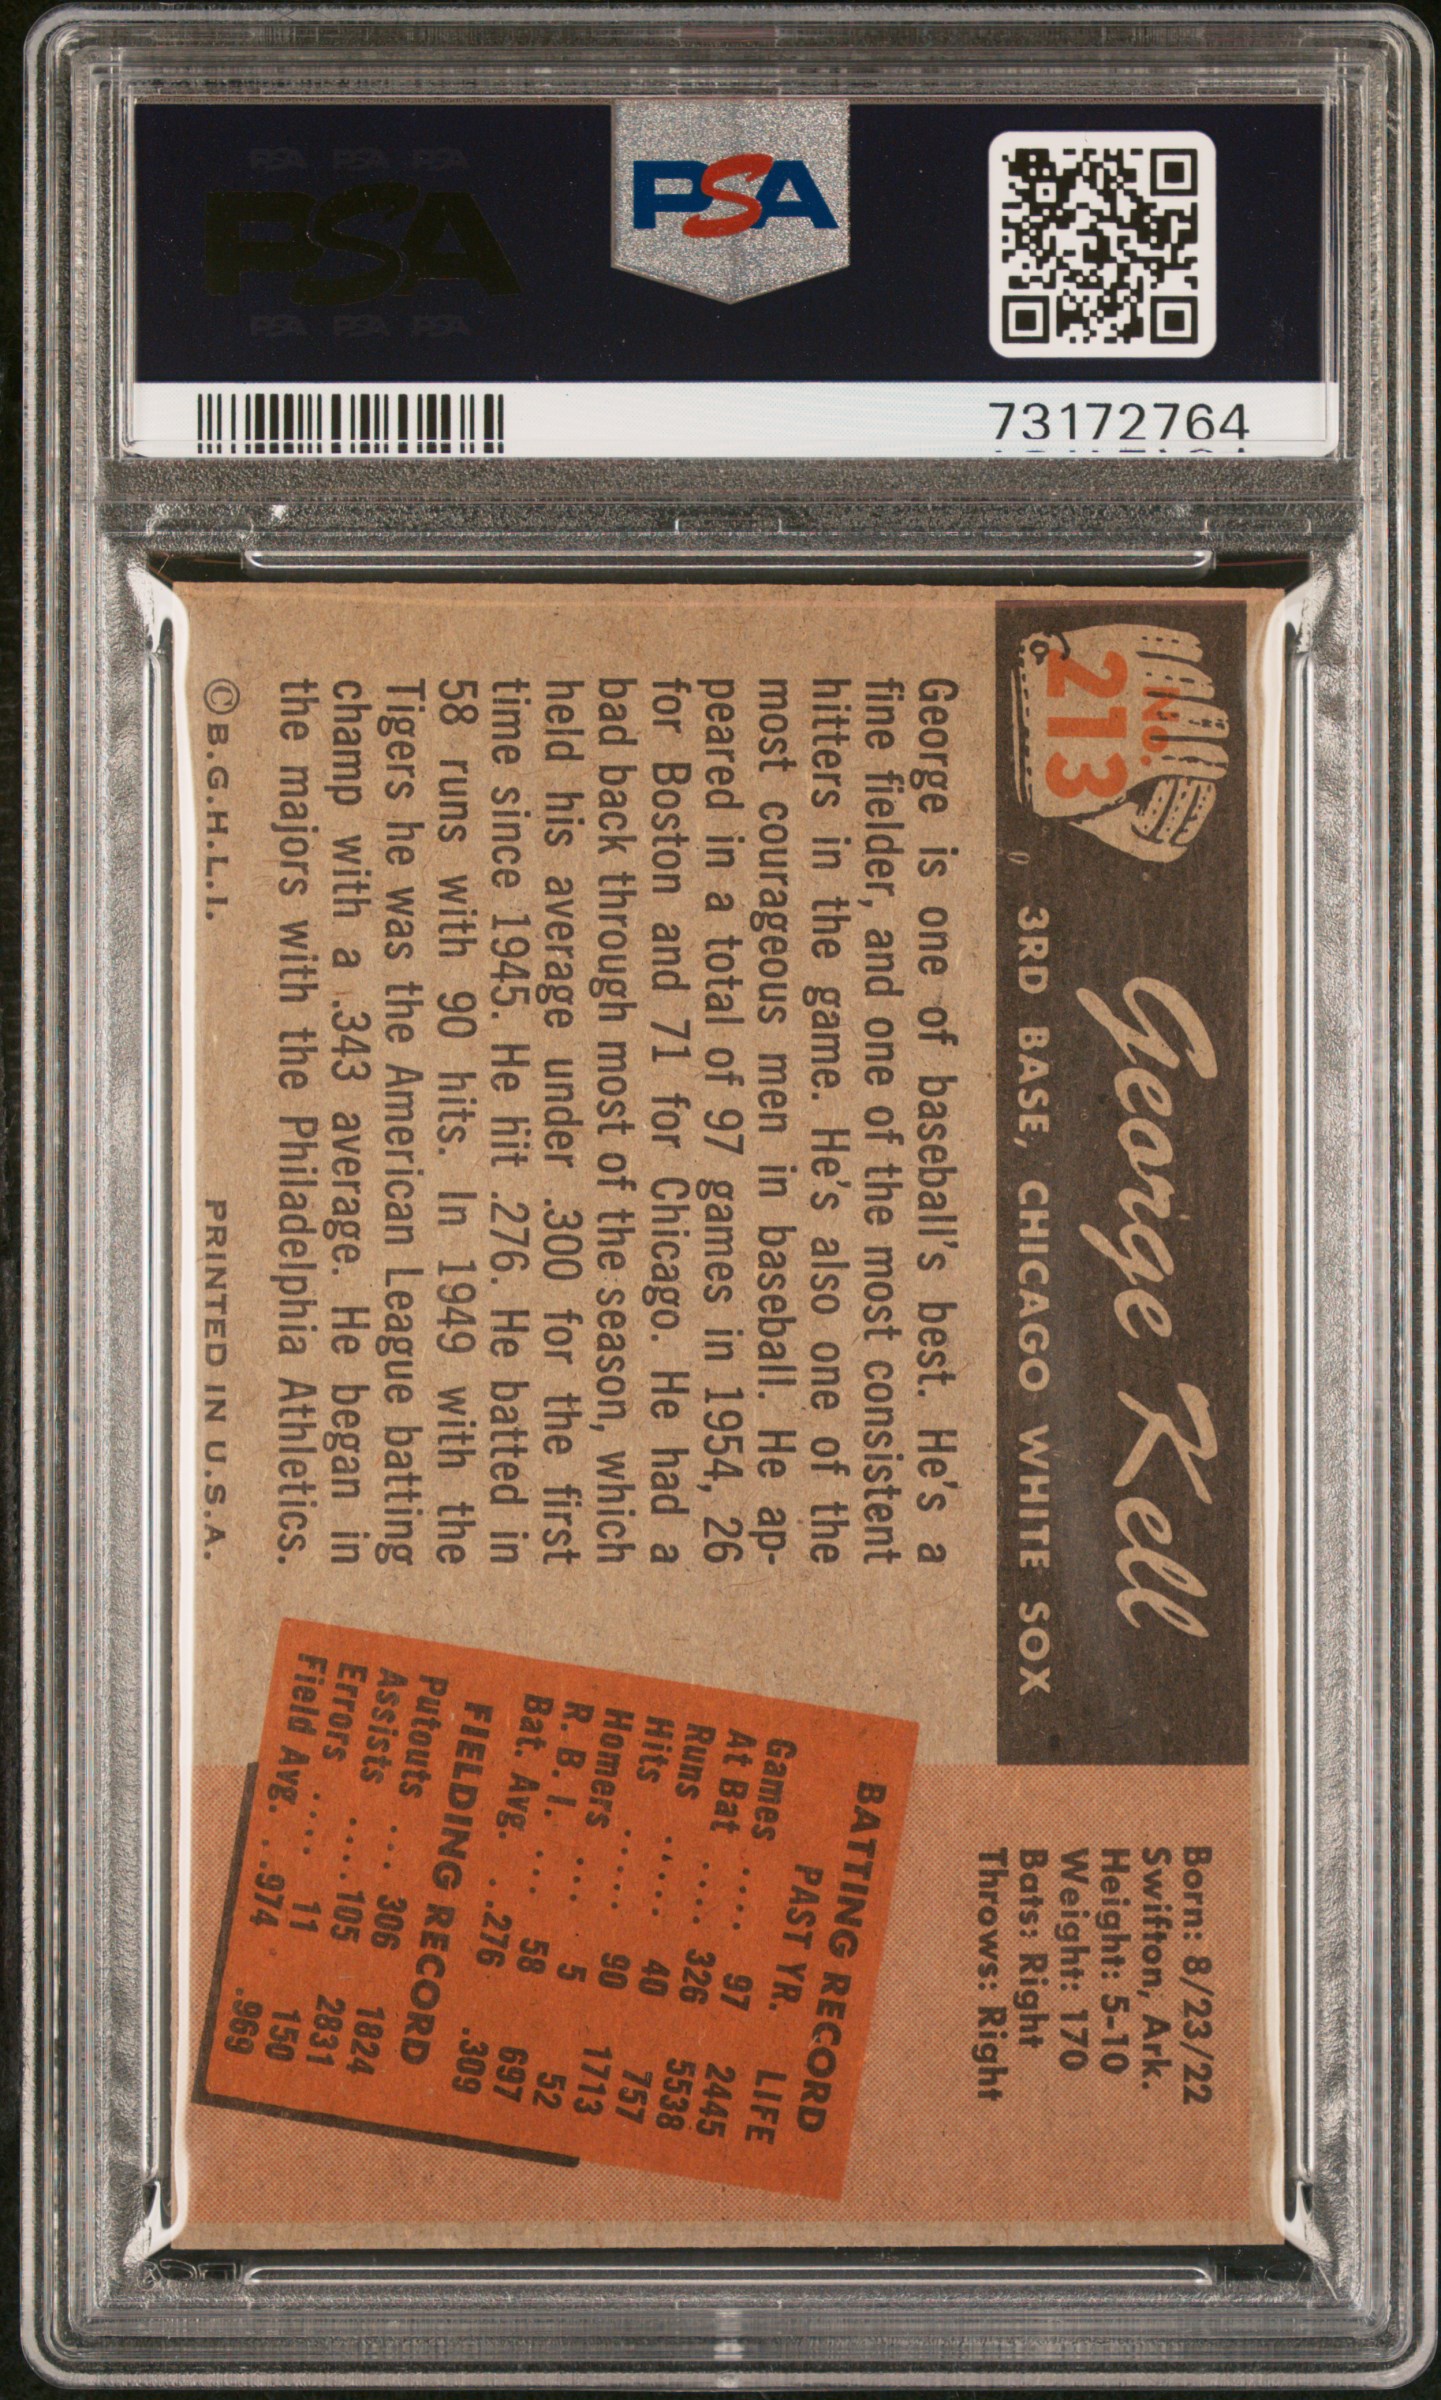 PSA PSA PSA
PSA
PSA PSA PSA
PSA
73172764
No.
213
George Kell
3RD BASE, CHICAGO WHITE SOX
George is one of baseball's best. He's a
fine fielder, and one of the most consistent
hitters in the game. He's also one of the
most courageous men in baseball. He ap-
peared in a total of 97 games in 1954, 26
for Boston and 71 for Chicago. He had a
bad back through most of the season, which
held his average under .300 for the first
time since 1945. He hit .276. He batted in
58 runs with 90 hits. In 1949 with the
Tigers he was the American League batting
champ with a .343 average. He began in
the majors with the Philadelphia Athletics.
©B.G.H.L.I. PRINTED IN U.S.A.
Born: 8/23/22
Swifton, Ark.
Height: 5-10
Weight: 170
Bats: Right
Throws: Right
BATTING RECORD
PAST YR. LIFE
Games .... 97 2445
At Bat .... 326 5538
Runs ..... 40 757
Hits ..... 90 1713
Homers ... 5 52
R. B. I. ... 58 697
Bat. Avg. . .276 .309
FIELDING RECORD
Putouts ... 306 1824
Assists .... 105 2831
Errors .... 11 150
Field Avg. . .974 .969